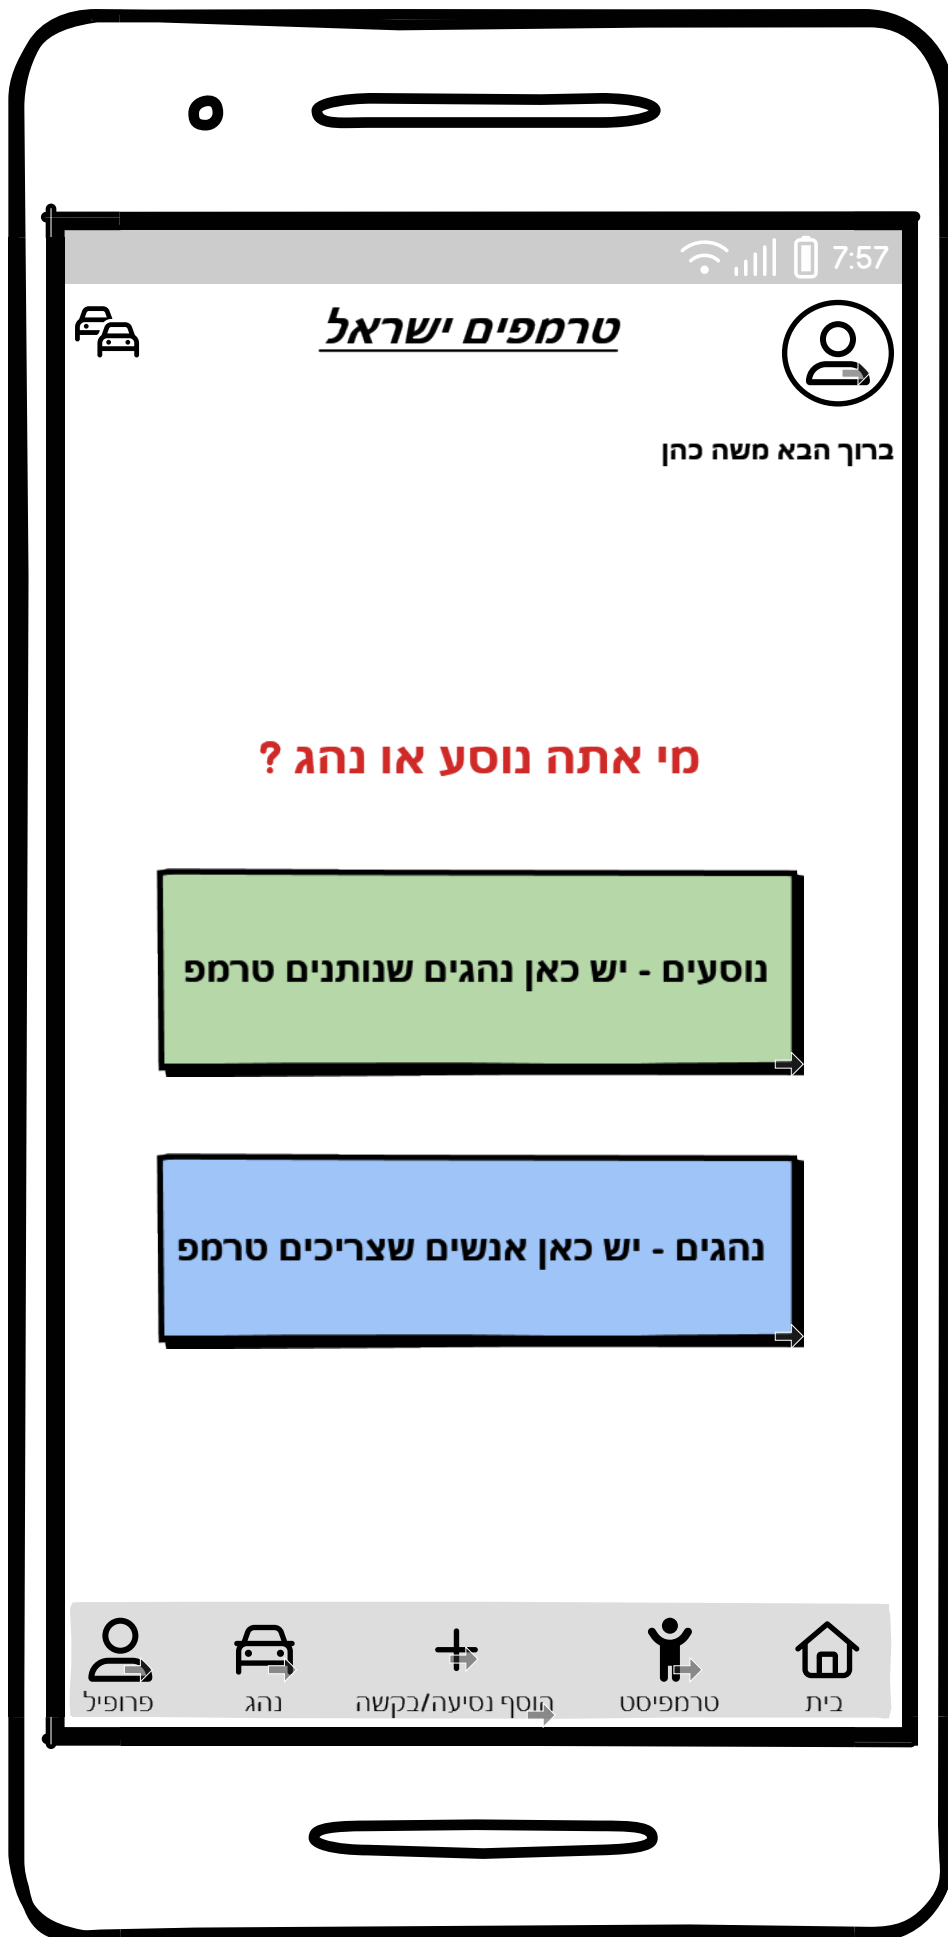 7:57
טרמפים ישראל
ברוך הבא משה כהן
מי אתה נוסע או נהג ?
נוסעים - יש כאן נהגים שנותנים טרמפ
נהגים - יש כאן אנשים שצריכים טרמפ
בית
טרמפיסט
הוסף נסיעה/בקשה
נהג
פרופיל